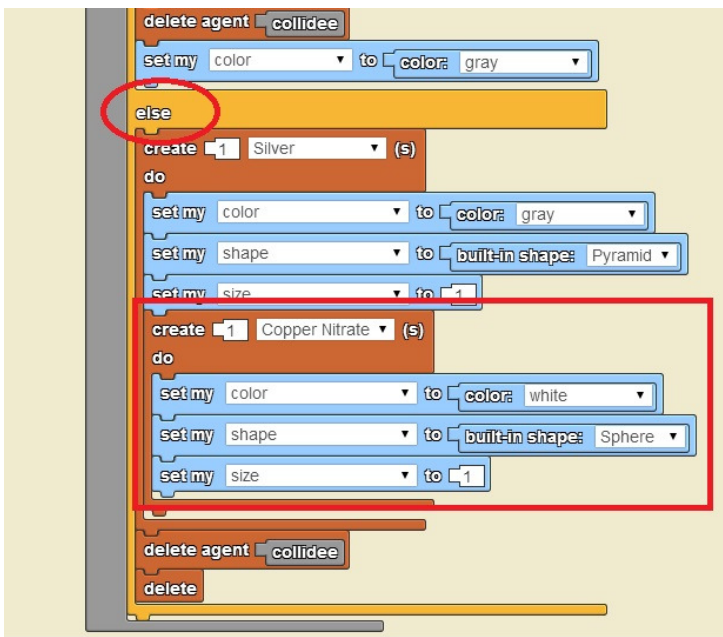 delete agent collidee
set my color to color: gray
else
create 1 Silver (s)
do
set my color to color: gray
set my shape to built-in shape: Pyramid
set my size to 1
create 1 Copper Nitrate (s)
do
set my color to color: white
set my shape to built-in shape: Sphere
set my size to 1
delete agent collidee
delete